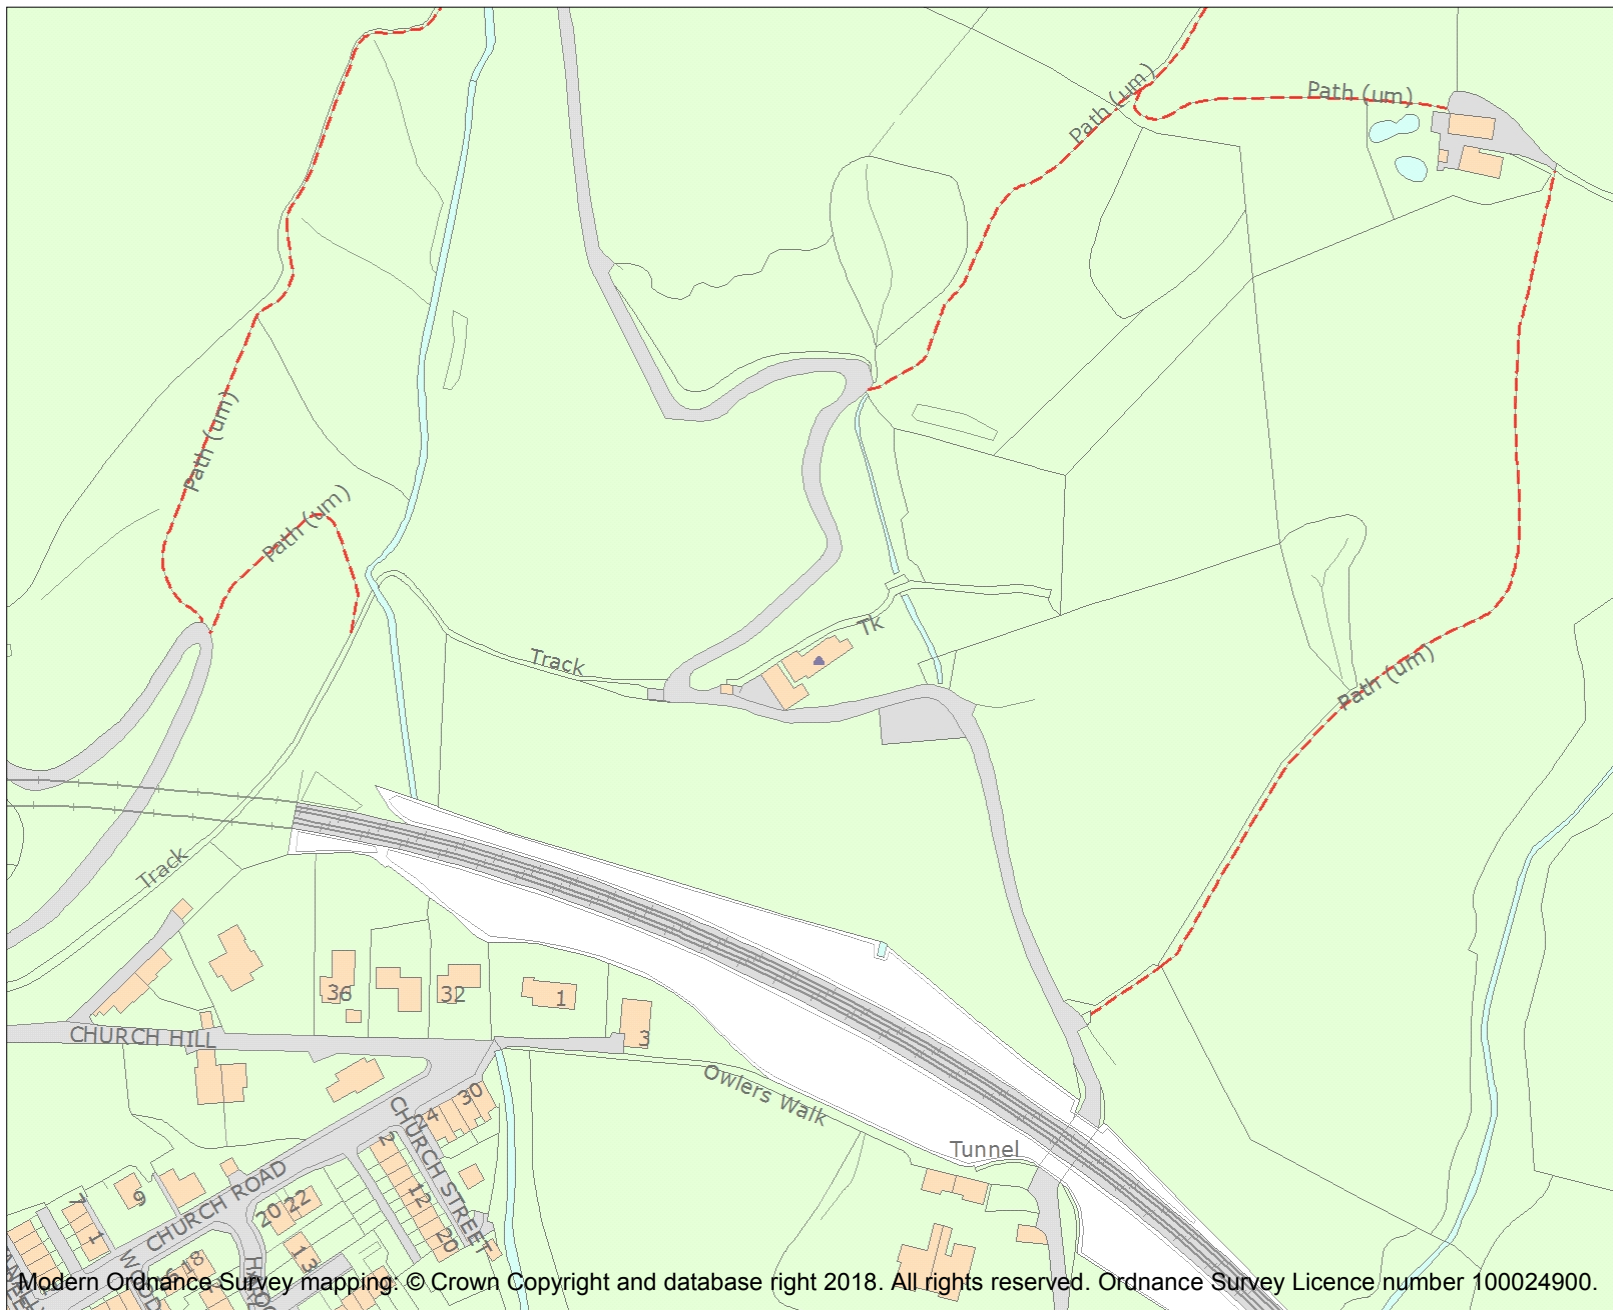 Path (um)
Path (um)
Path (um)
Path (um)
Tk
Track
Path (um)
Track
36
32
1
3
CHURCH HILL
Owlers Walk
Tunnel
30
24
CHURCH STREET
2
12
20
CHURCH ROAD
9
7
1
20
22
13
18
Modern Ordnance Survey mapping: © Crown Copyright and database right 2018. All rights reserved. Ordnance Survey Licence number 100024900.